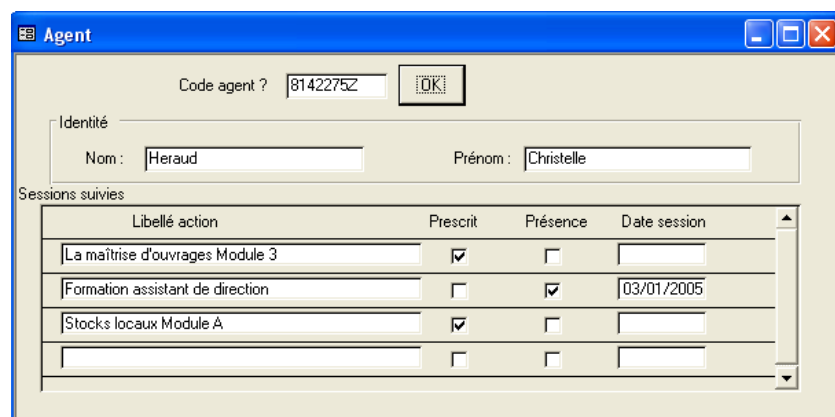 Agent
Code agent ? 8142275Z OK
Identité
Nom : Heraud Prénom : Christelle
Sessions suivies
Libellé action Prescrit Présence Date session
La maîtrise d'ouvrages Module 3
Formation assistant de direction 03/01/2005
Stocks locaux Module A